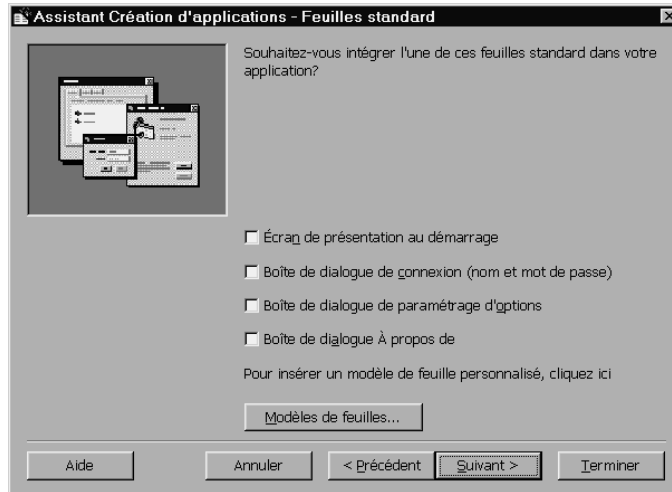 Assistant Création d'applications - Feuilles standard
Souhaitez-vous intégrer l'une de ces feuilles standard dans votre
application?
Écran de présentation au démarrage
Boîte de dialogue de connexion (nom et mot de passe)
Boîte de dialogue de paramétrage d'options
Boîte de dialogue À propos de
Pour insérer un modèle de feuille personnalisé, cliquez ici
Modèles de feuilles...
Aide
Annuler
< Précédent
Suivant >
Terminer